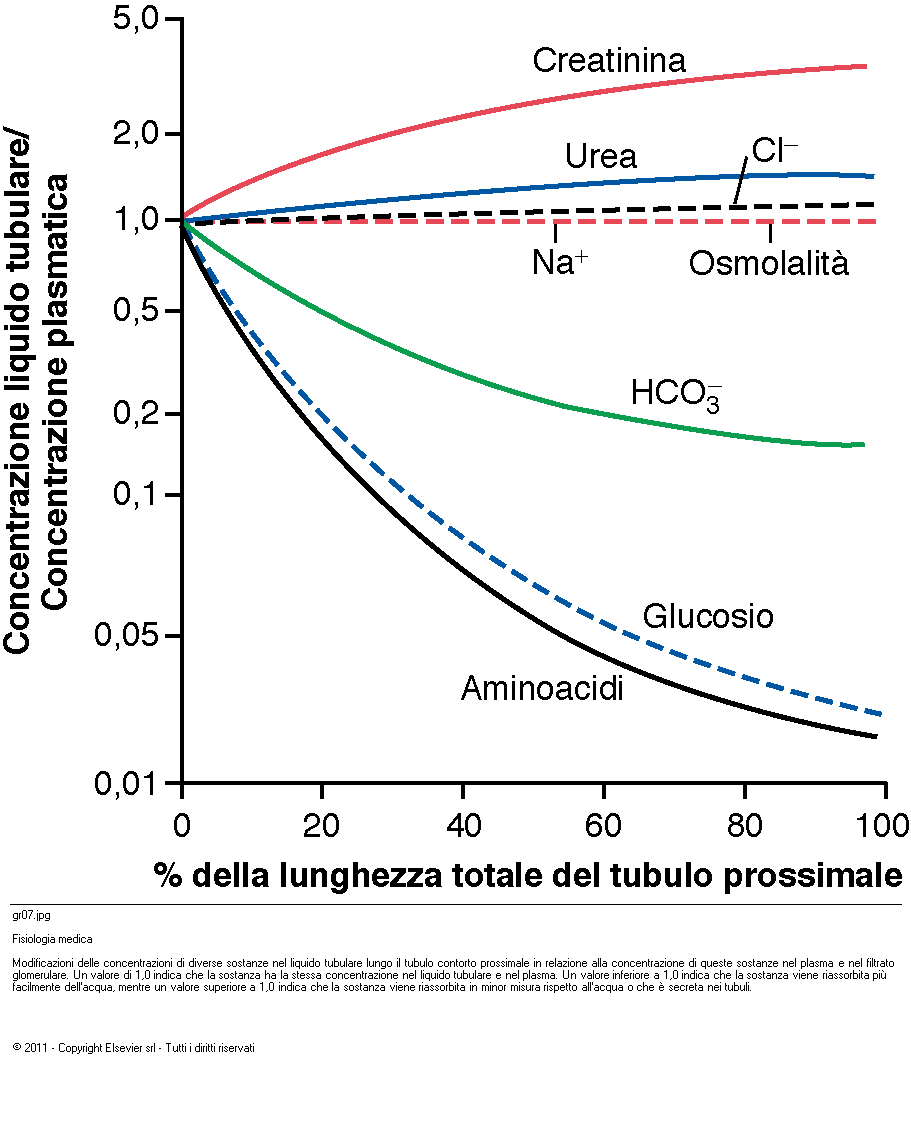 5,0
Creatinina
2,0
Urea
Cl–
1,0
Na+
Osmolalità
0,5
HCO3–
0,2
0,1
Glucosio
0,05
Aminoacidi
0,01
0 20 40 60 80 100
Concentrazione liquido tubulare/
Concentrazione plasmatica
% della lunghezza totale del tubulo prossimale
gr07.jpg
Fisiologia medica
Modificazioni delle concentrazioni di diverse sostanze nel liquido tubulare lungo il tubulo contorto prossimale in relazione alla concentrazione di queste sostanze nel plasma e nel filtrato
glomerulare. Un valore di 1,0 indica che la sostanza ha la stessa concentrazione nel liquido tubulare e nel plasma. Un valore inferiore a 1,0 indica che la sostanza viene riassorbita più
facilmente dell'acqua, mentre un valore superiore a 1,0 indica che la sostanza viene riassorbita in minor misura rispetto all'acqua o che è secreta nei tubuli.
© 2011 - Copyright Elsevier srl - Tutti i diritti riservati